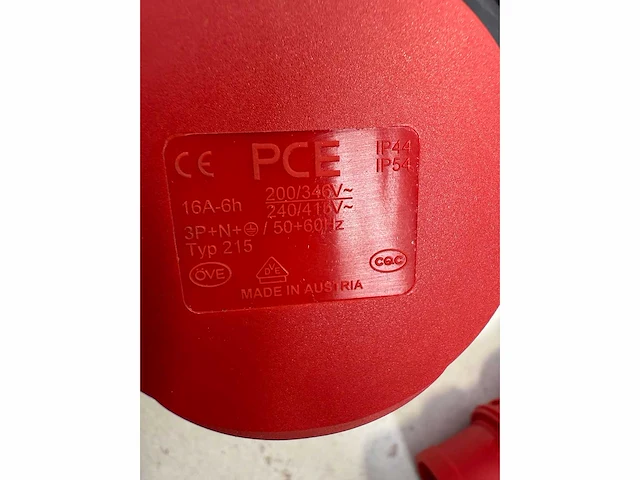 CE PCE IP44
IP54
16A-6h 200/346V~
240/415V~
3P+N+⏚ / 50+60Hz
Typ 215
ÖVE VDE CQC
MADE IN AUSTRIA